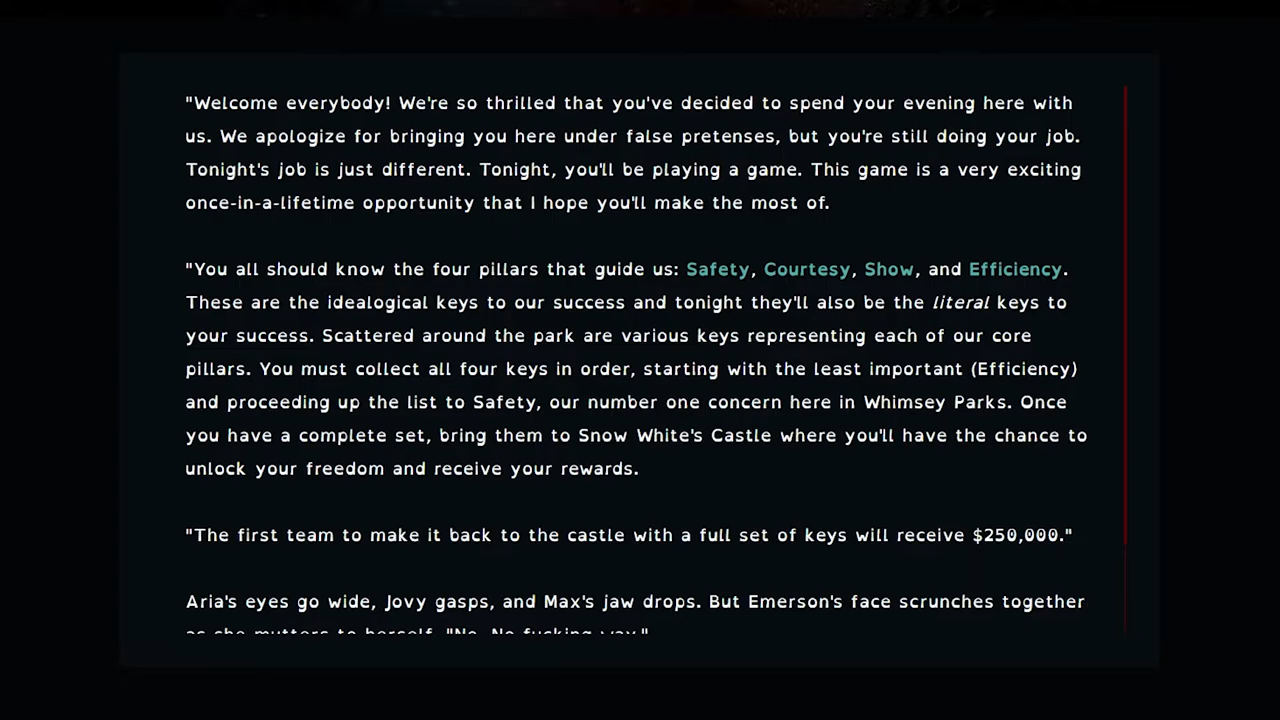 "Welcome everybody! We're so thrilled that you've decided to spend your evening here with
us. We apologize for bringing you here under false pretenses, but you're still doing your job.
Tonight's job is just different. Tonight, you'll be playing a game. This game is a very exciting
once-in-a-lifetime opportunity that I hope you'll make the most of.
"You all should know the four pillars that guide us: Safety, Courtesy, Show, and Efficiency.
These are the idealogical keys to our success and tonight they'll also be the literal keys to
your success. Scattered around the park are various keys representing each of our core
pillars. You must collect all four keys in order, starting with the least important (Efficiency)
and proceeding up the list to Safety, our number one concern here in Whimsey Parks. Once
you have a complete set, bring them to Snow White's Castle where you'll have the chance to
unlock your freedom and receive your rewards.
"The first team to make it back to the castle with a full set of keys will receive $250,000."
Aria's eyes go wide, Jovy gasps, and Max's jaw drops. But Emerson's face scrunches together
as she mutters to herself, "No. No fucking way."